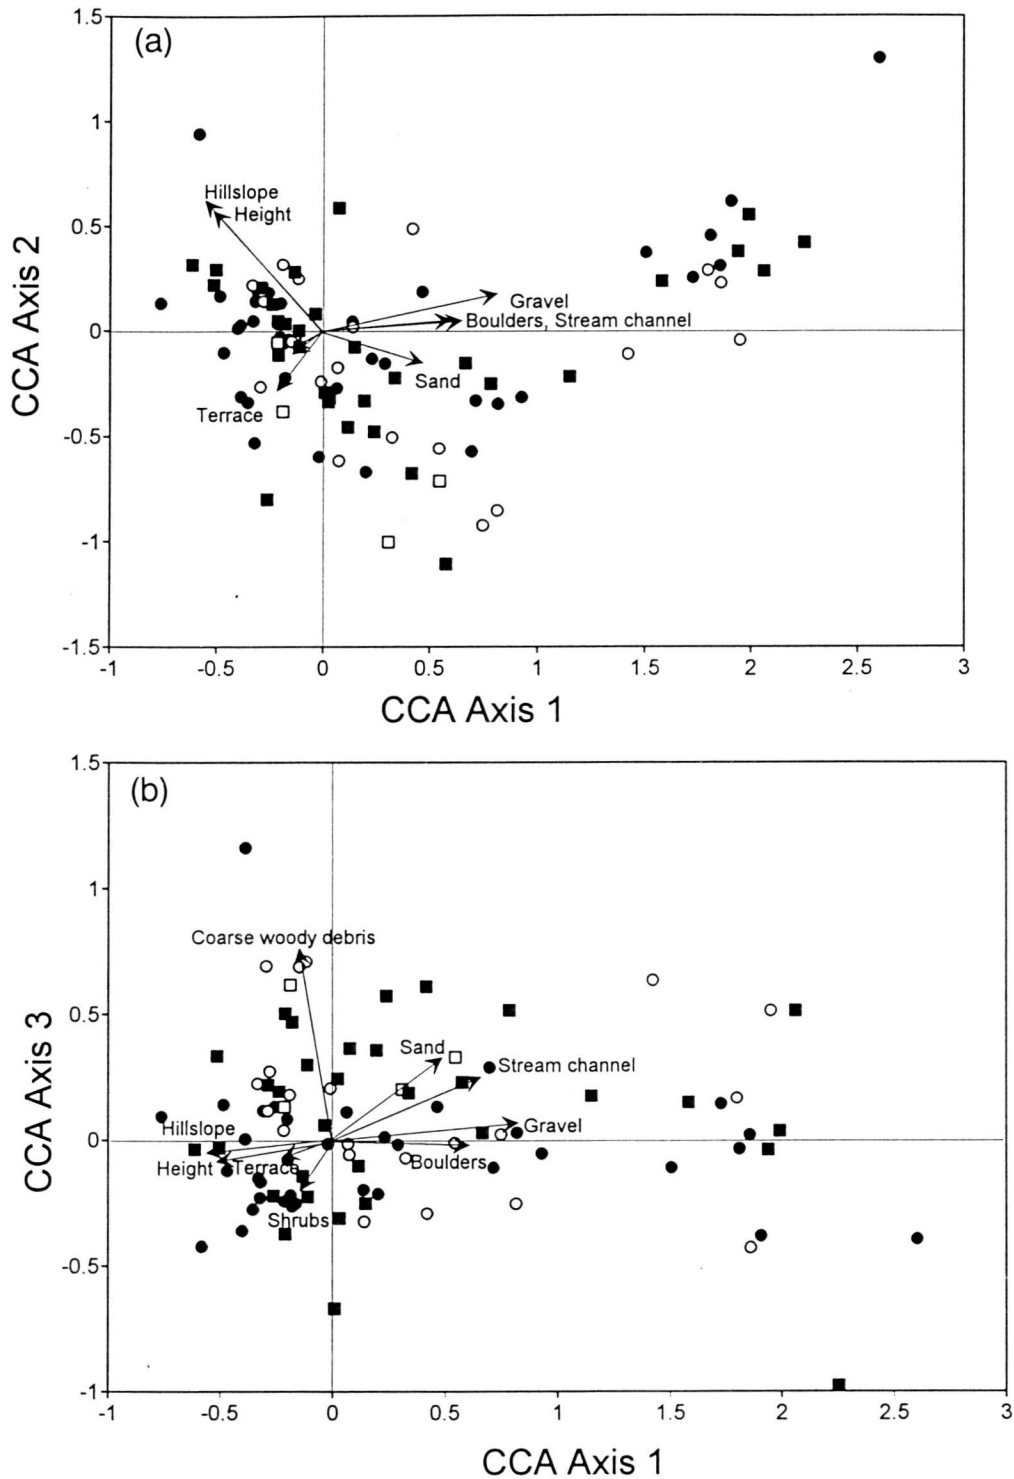 (a)
1.5
1
0.5
0
-0.5
-1
-1.5
CCA Axis 2
Hillslope
Height
Gravel
Boulders, Stream channel
Sand
Terrace
-1 -0.5 0 0.5 1 1.5 2 2.5 3
CCA Axis 1
(b)
1.5
1
0.5
0
-0.5
-1
CCA Axis 3
Coarse woody debris
Sand
Stream channel
Gravel
Hillslope
Height Terrace
Boulders
Shrubs
-1 -0.5 0 0.5 1 1.5 2 2.5 3
CCA Axis 1